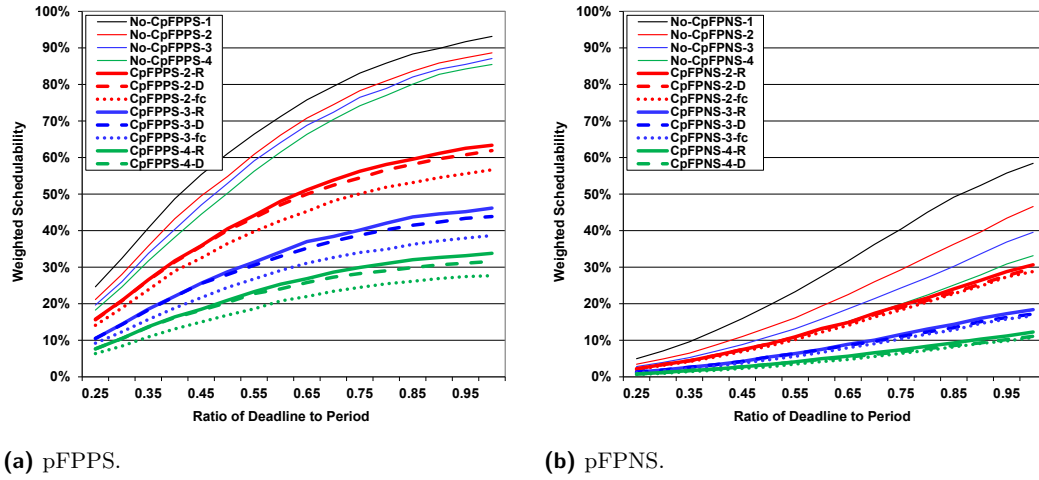 100%
90%
80%
70%
60%
50%
40%
30%
20%
10%
0%
Weighted Schedulability
No-CpFPPS-1
No-CpFPPS-2
No-CpFPPS-3
No-CpFPPS-4
CpFPPS-2-R
CpFPPS-2-D
CpFPPS-2-fc
CpFPPS-3-R
CpFPPS-3-D
CpFPPS-3-fc
CpFPPS-4-R
CpFPPS-4-D
0.25 0.35 0.45 0.55 0.65 0.75 0.85 0.95
Ratio of Deadline to Period
(a) pFPPS.
100%
90%
80%
70%
60%
50%
40%
30%
20%
10%
0%
Weighted Schedulability
No-CpFPNS-1
No-CpFPNS-2
No-CpFPNS-3
No-CpFPNS-4
CpFPNS-2-R
CpFPNS-2-D
CpFPNS-2-fc
CpFPNS-3-R
CpFPNS-3-D
CpFPNS-3-fc
CpFPNS-4-R
CpFPNS-4-D
0.25 0.35 0.45 0.55 0.65 0.75 0.85 0.95
Ratio of Deadline to Period
(b) pFPNS.